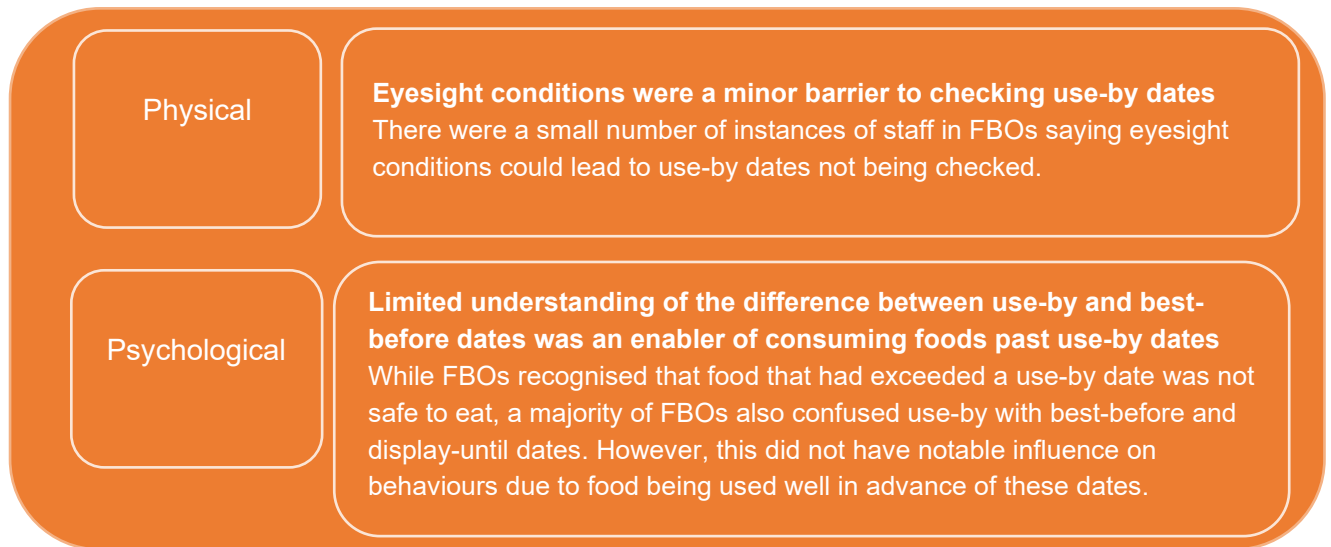 Physical
Eyesight conditions were a minor barrier to checking use-by dates
There were a small number of instances of staff in FBOs saying eyesight
conditions could lead to use-by dates not being checked.
Psychological
Limited understanding of the difference between use-by and best-
before dates was an enabler of consuming foods past use-by dates
While FBOs recognised that food that had exceeded a use-by date was not
safe to eat, a majority of FBOs also confused use-by with best-before and
display-until dates. However, this did not have notable influence on
behaviours due to food being used well in advance of these dates.